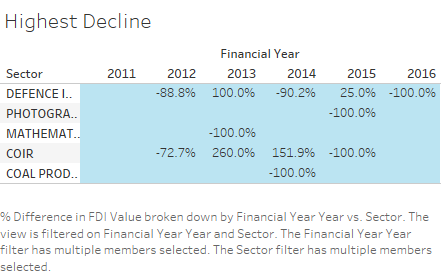 Highest Decline
Financial Year
Sector 2011 2012 2013 2014 2015 2016
DEFENCE I.. -88.8% 100.0% -90.2% 25.0% -100.0%
PHOTOGRA.. -100.0%
MATHEMAT.. -100.0%
COIR -72.7% 260.0% 151.9% -100.0%
COAL PROD.. -100.0%
% Difference in FDI Value broken down by Financial Year Year vs. Sector. The
view is filtered on Financial Year Year and Sector. The Financial Year Year
filter has multiple members selected. The Sector filter has multiple members
selected.